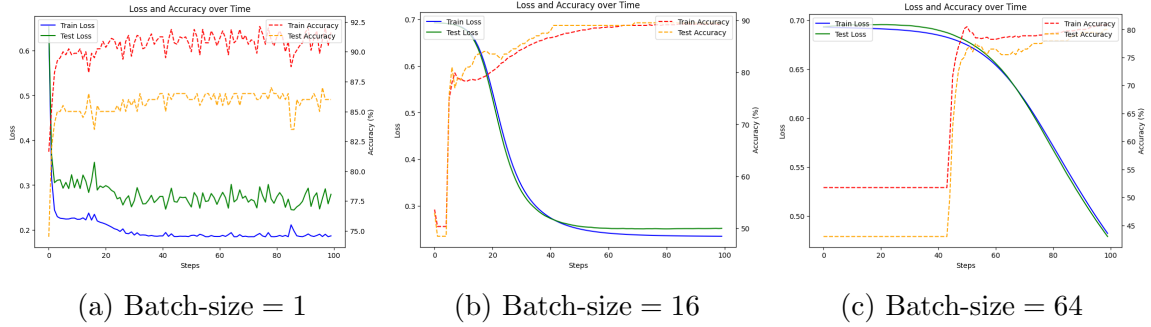 Loss and Accuracy over Time
Train Loss
Test Loss
Train Accuracy
Test Accuracy
0.6
0.5
0.4
0.3
0.2
Loss
92.5
90.0
87.5
85.0
82.5
80.0
77.5
75.0
Accuracy (%)
0 20 40 60 80 100
Steps
(a) Batch-size = 1
Loss and Accuracy over Time
Train Loss
Test Loss
Train Accuracy
Test Accuracy
0.7
0.6
0.5
0.4
0.3
Loss
90
80
70
60
50
Accuracy (%)
0 20 40 60 80 100
Steps
(b) Batch-size = 16
Loss and Accuracy over Time
Train Loss
Test Loss
Train Accuracy
Test Accuracy
0.70
0.65
0.60
0.55
0.50
Loss
80
75
70
65
60
55
50
45
Accuracy (%)
0 20 40 60 80 100
Steps
(c) Batch-size = 64